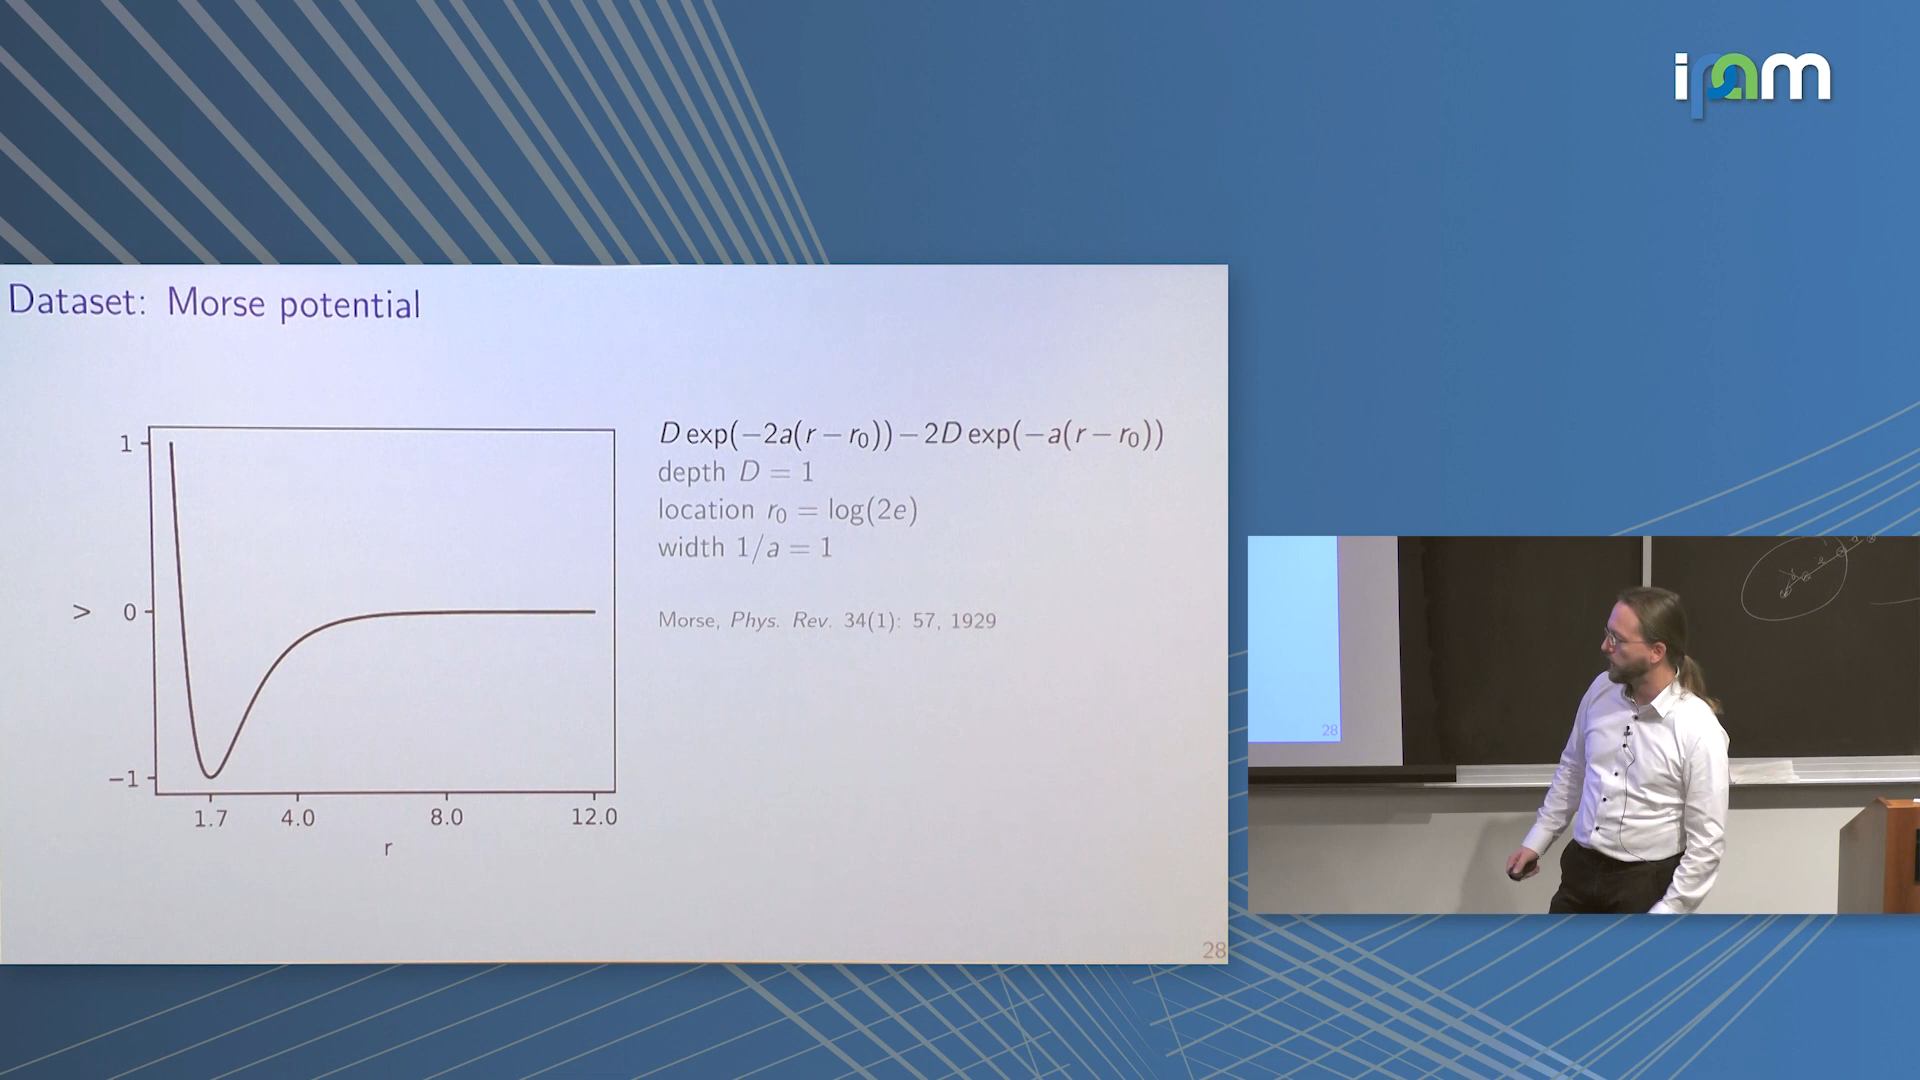 ipam
Dataset: Morse potential
D exp(−2a(r − r₀)) − 2D exp(−a(r − r₀))
depth D = 1
location r₀ = log(2e)
width 1/a = 1
Morse, Phys. Rev. 34(1): 57, 1929
1
0
−1
V
1.7 4.0 8.0 12.0
r
28
28